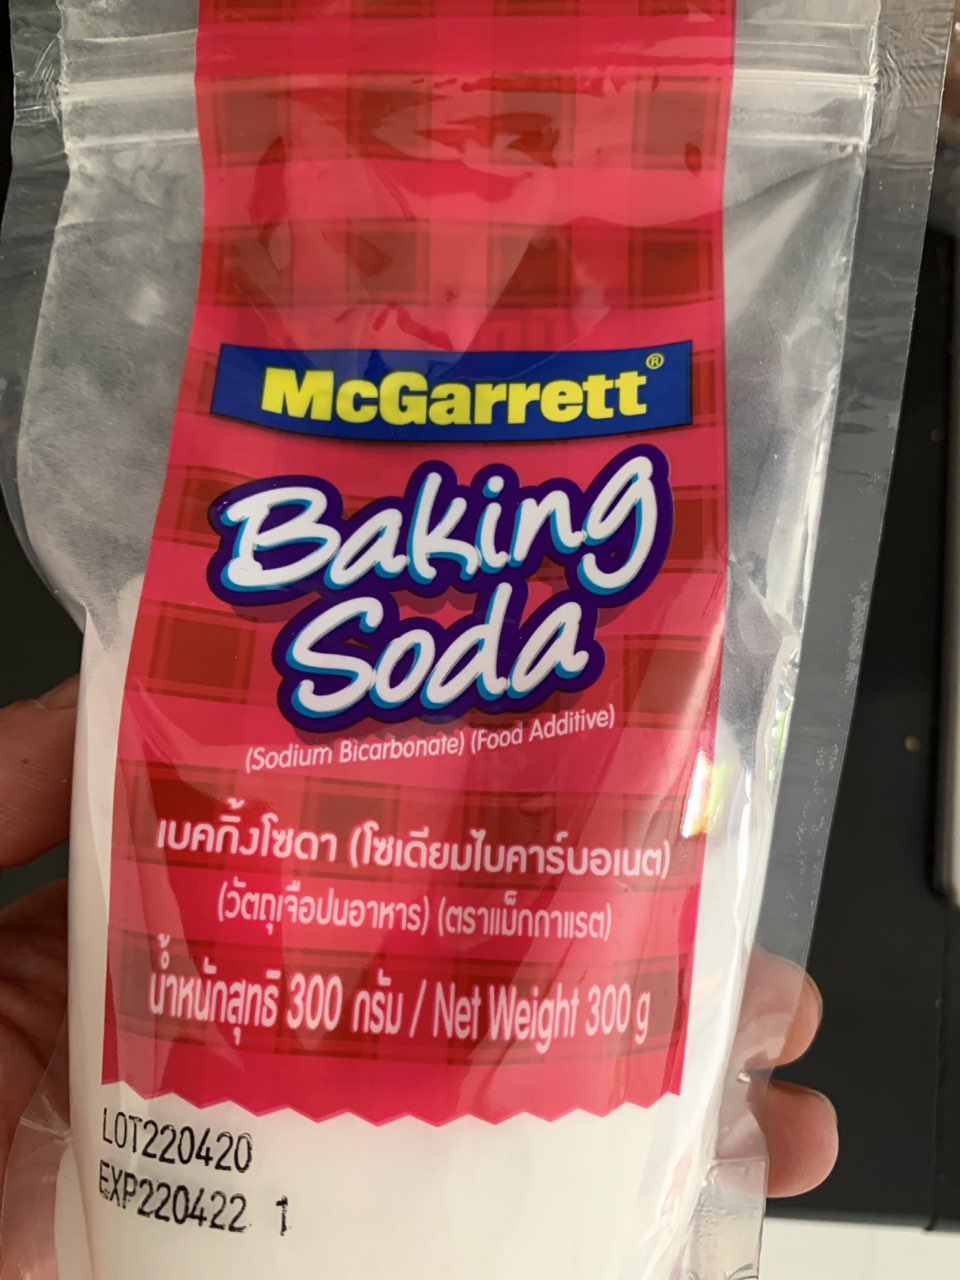 McGarrett®
Baking
Soda
(Sodium Bicarbonate) (Food Additive)
เบคกิ้งโซดา (โซเดียมไบคาร์บอเนต)
(วัตถุเจือปนอาหาร) (ตราแม็กกาแรต)
น้ำหนักสุทธิ 300 กรัม / Net Weight 300 g
LOT220420
EXP220422 1